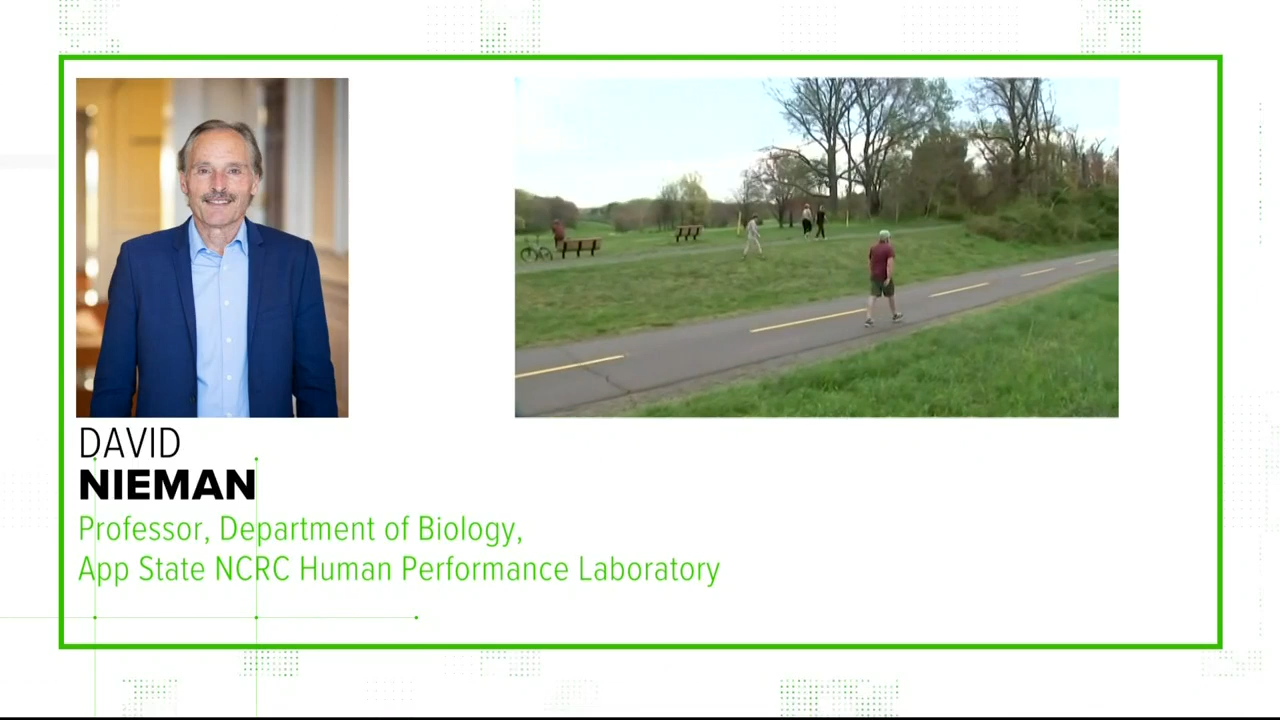 DAVID
NIEMAN
Professor, Department of Biology,
App State NCRC Human Performance Laboratory